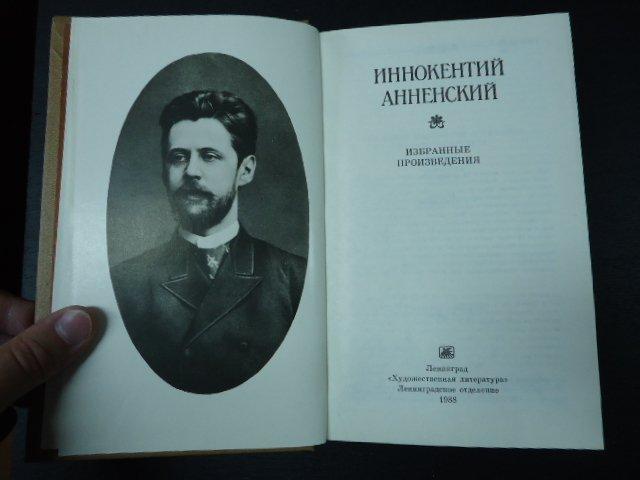 ИННОКЕНТИЙ
АННЕНСКИЙ
ИЗБРАННЫЕ
ПРОИЗВЕДЕНИЯ
Ленинград
«Художественная литература»
Ленинградское отделение
1988